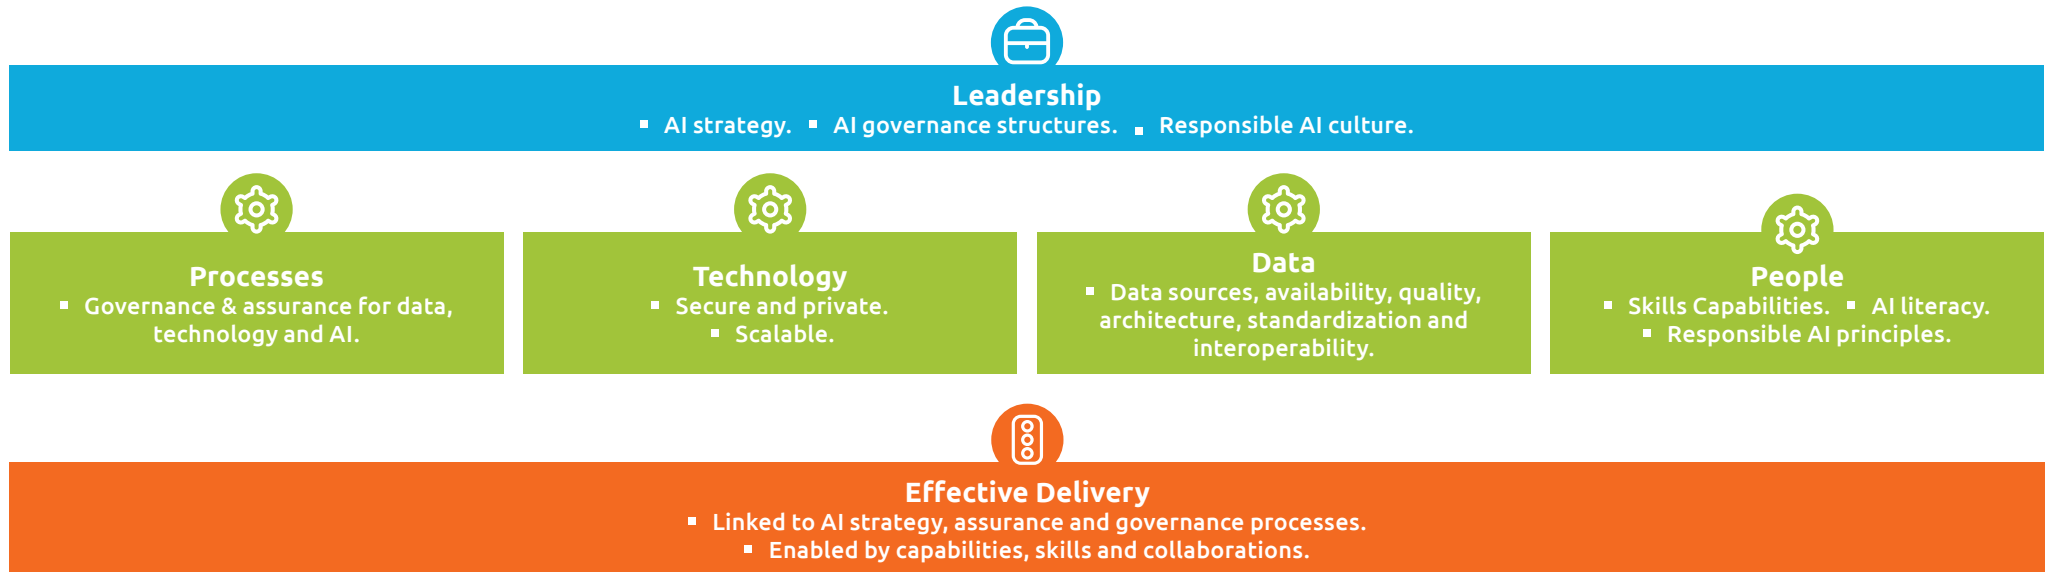 Leadership
▪ AI strategy. ▪ AI governance structures. ▪ Responsible AI culture.
Processes
▪ Governance & assurance for data,
technology and AI.
Technology
▪ Secure and private.
▪ Scalable.
Data
▪ Data sources, availability, quality,
architecture, standardization and
interoperability.
People
▪ Skills Capabilities. ▪ AI literacy.
▪ Responsible AI principles.
Effective Delivery
▪ Linked to AI strategy, assurance and governance processes.
▪ Enabled by capabilities, skills and collaborations.